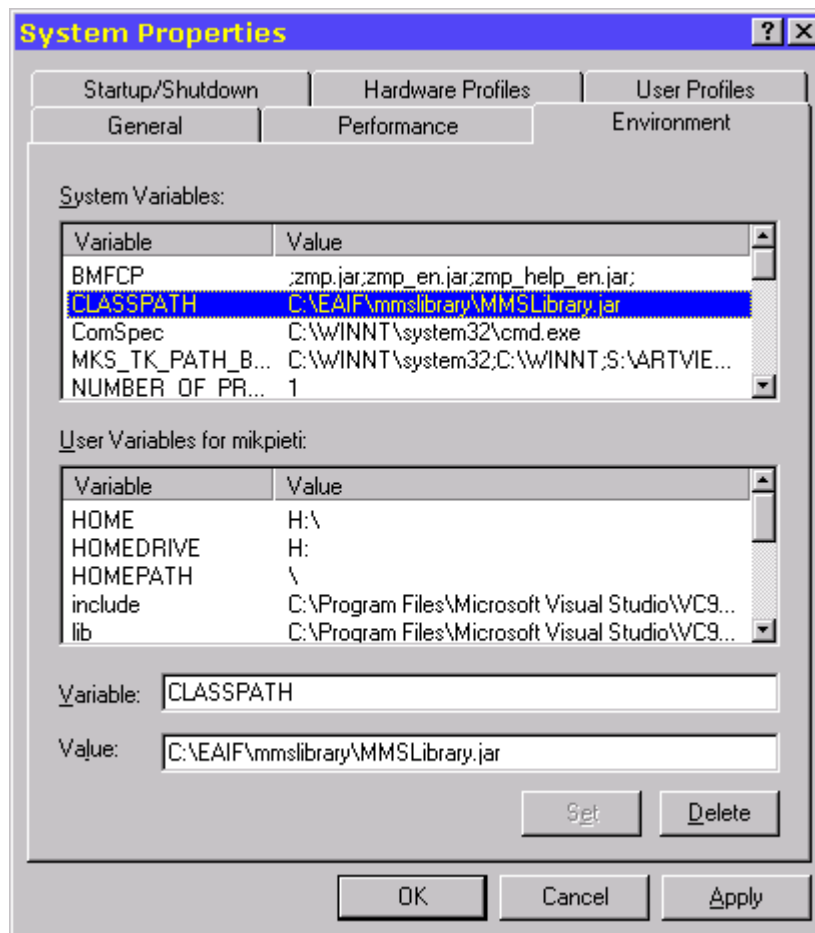 System Properties
Startup/Shutdown Hardware Profiles User Profiles
General Performance Environment
System Variables:
Variable Value
BMFCP ;zmp.jar;zmp_en.jar;zmp_help_en.jar;
CLASSPATH C:\EAIF\mmslibrary\MMSLibrary.jar
ComSpec C:\WINNT\system32\cmd.exe
MKS_TK_PATH_B... C:\WINNT\system32;C:\WINNT;S:\ARTVIE...
NUMBER_OF_PR... 1
User Variables for mikpieti:
Variable Value
HOME H:\
HOMEDRIVE H:
HOMEPATH \
include C:\Program Files\Microsoft Visual Studio\VC9...
lib C:\Program Files\Microsoft Visual Studio\VC9...
Variable: CLASSPATH
Value: C:\EAIF\mmslibrary\MMSLibrary.jar
Set Delete
OK Cancel Apply